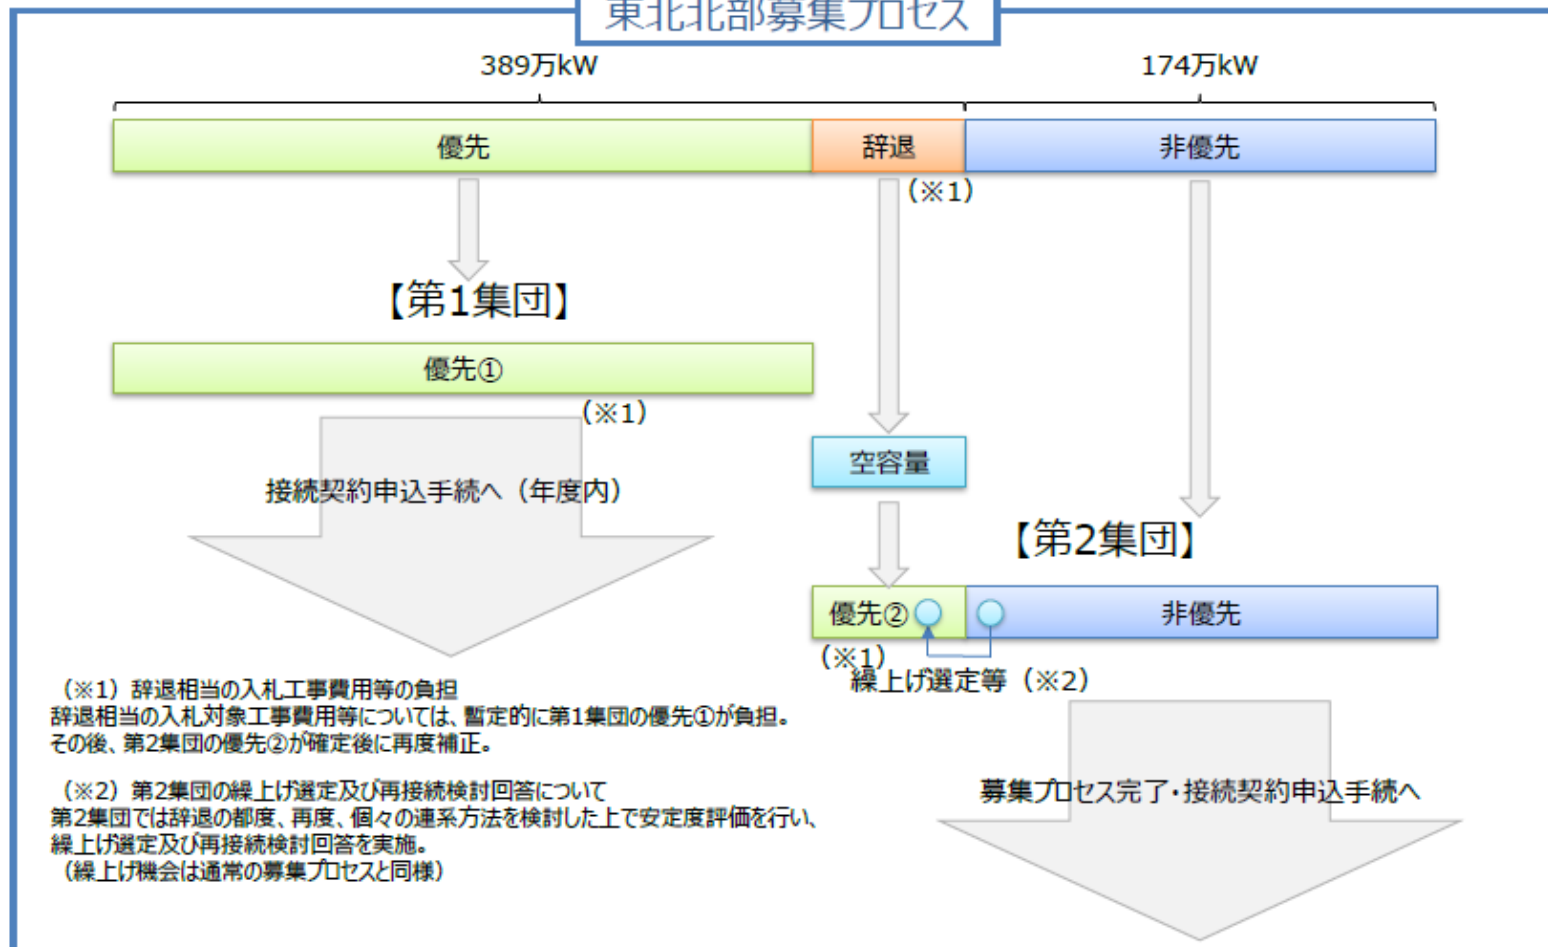 東北北部募集プロセス
389万kW
174万kW
優先
辞退
非優先
（※1）
【第1集団】
優先①
（※1）
接続契約申込手続へ（年度内）
空容量
【第2集団】
優先②
非優先
（※1）
繰上げ選定等（※2）
（※1）辞退相当の入札工事費用等の負担
辞退相当の入札対象工事費用等については、暫定的に第1集団の優先①が負担。
その後、第2集団の優先②が確定後に再度補正。
（※2）第2集団の繰上げ選定及び再接続検討回答について
第2集団では辞退の都度、再度、個々の連系方法を検討した上で安定度評価を行い、
繰上げ選定及び再接続検討回答を実施。
（繰上げ機会は通常の募集プロセスと同様）
募集プロセス完了・接続契約申込手続へ